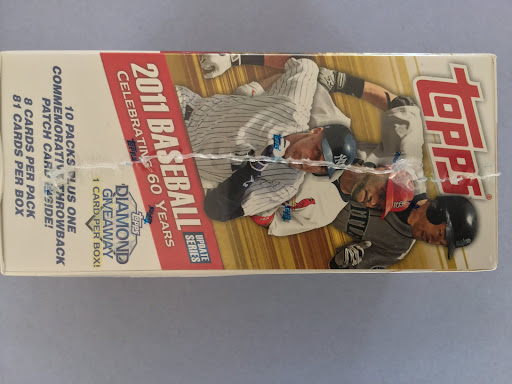 topps®
2011 BASEBALL
UPDATE
SERIES
CELEBRATING 60 YEARS
topps
DIAMOND
GIVEAWAY
1 CARD PER BOX!
10 PACKS PLUS ONE
COMMEMORATIVE THROWBACK
PATCH CARD INSIDE!
8 CARDS PER PACK
81 CARDS PER BOX